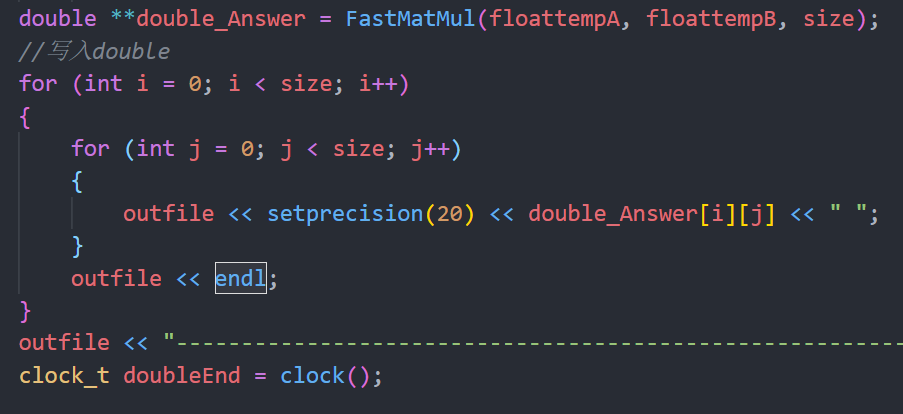 double **double_Answer = FastMatMul(floattempA, floattempB, size);
//写入double
for (int i = 0; i < size; i++)
{
    for (int j = 0; j < size; j++)
    {
        outfile << setprecision(20) << double_Answer[i][j] << " ";
    }
    outfile << endl;
}
outfile << "--------------------------------------------------------
clock_t doubleEnd = clock();